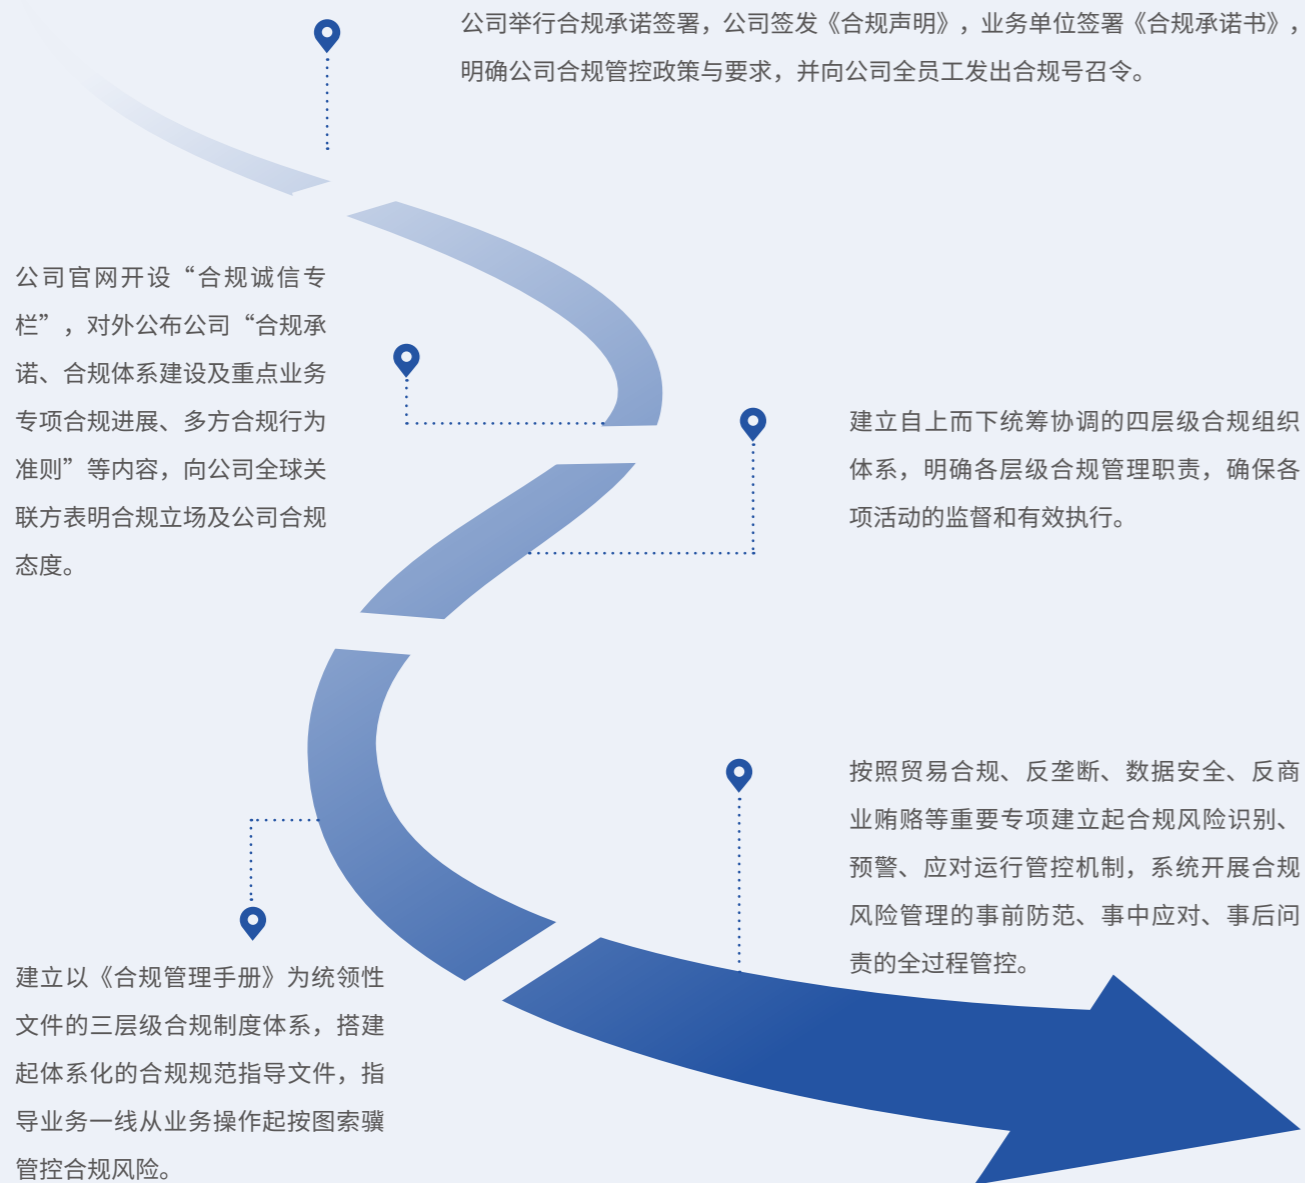 公司举行合规承诺签署，公司签发《合规声明》，业务单位签署《合规承诺书》，
明确公司合规管控政策与要求，并向公司全员工发出合规号召令。
公司官网开设“合规诚信专
栏”，对外公布公司“合规承
诺、合规体系建设及重点业务
专项合规进展、多方合规行为
准则”等内容，向公司全球关
联方表明合规立场及公司合规
态度。
建立自上而下统筹协调的四层级合规组织
体系，明确各层级合规管理职责，确保各
项活动的监督和有效执行。
建立以《合规管理手册》为统领性
文件的三层级合规制度体系，搭建
起体系化的合规规范指导文件，指
导业务一线从业务操作起按图索骥
管控合规风险。
按照贸易合规、反垄断、数据安全、反商
业贿赂等重要专项建立起合规风险识别、
预警、应对运行管控机制，系统开展合规
风险管理的事前防范、事中应对、事后问
责的全过程管控。